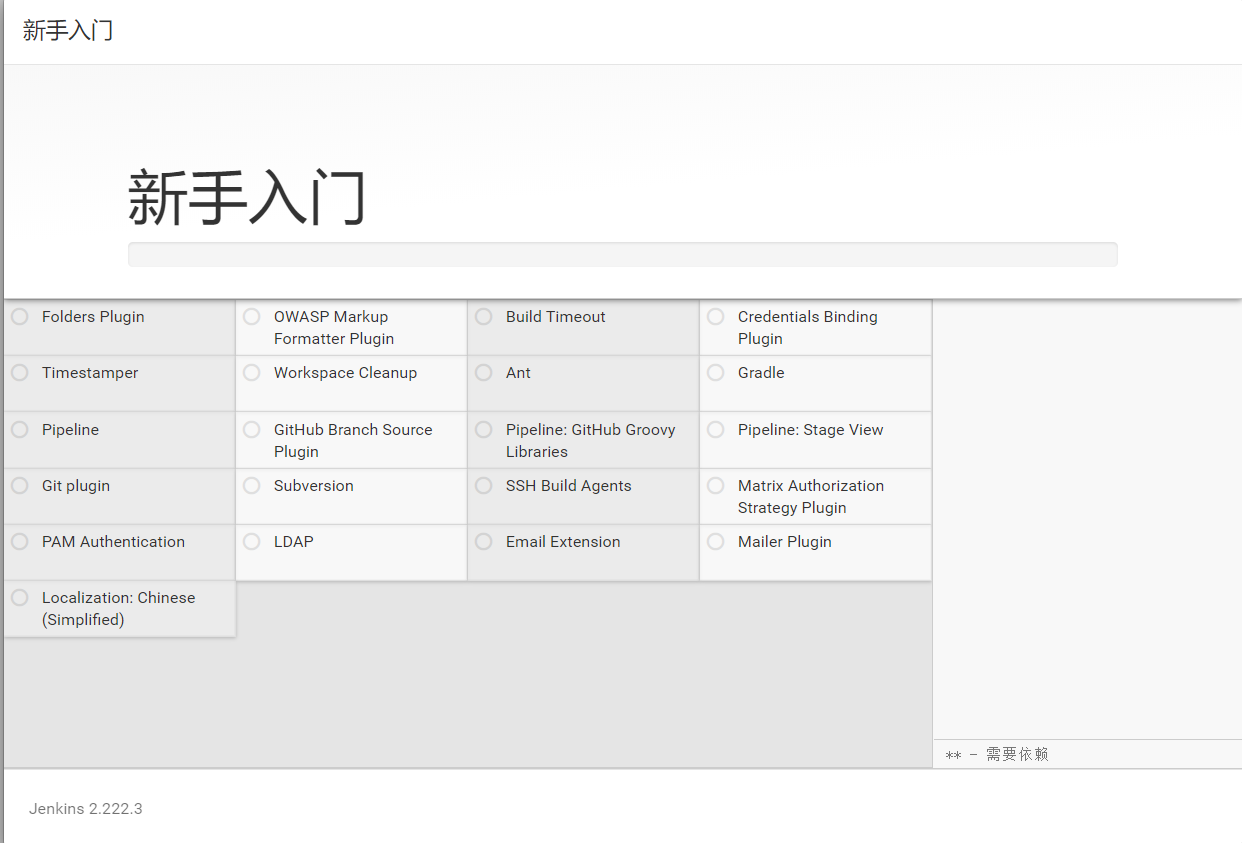 新手入门
新手入门
Folders Plugin
OWASP Markup
Formatter Plugin
Build Timeout
Credentials Binding
Plugin
Timestamper
Workspace Cleanup
Ant
Gradle
Pipeline
GitHub Branch Source
Plugin
Pipeline: GitHub Groovy
Libraries
Pipeline: Stage View
Git plugin
Subversion
SSH Build Agents
Matrix Authorization
Strategy Plugin
PAM Authentication
LDAP
Email Extension
Mailer Plugin
Localization: Chinese
(Simplified)
** - 需要依赖
Jenkins 2.222.3